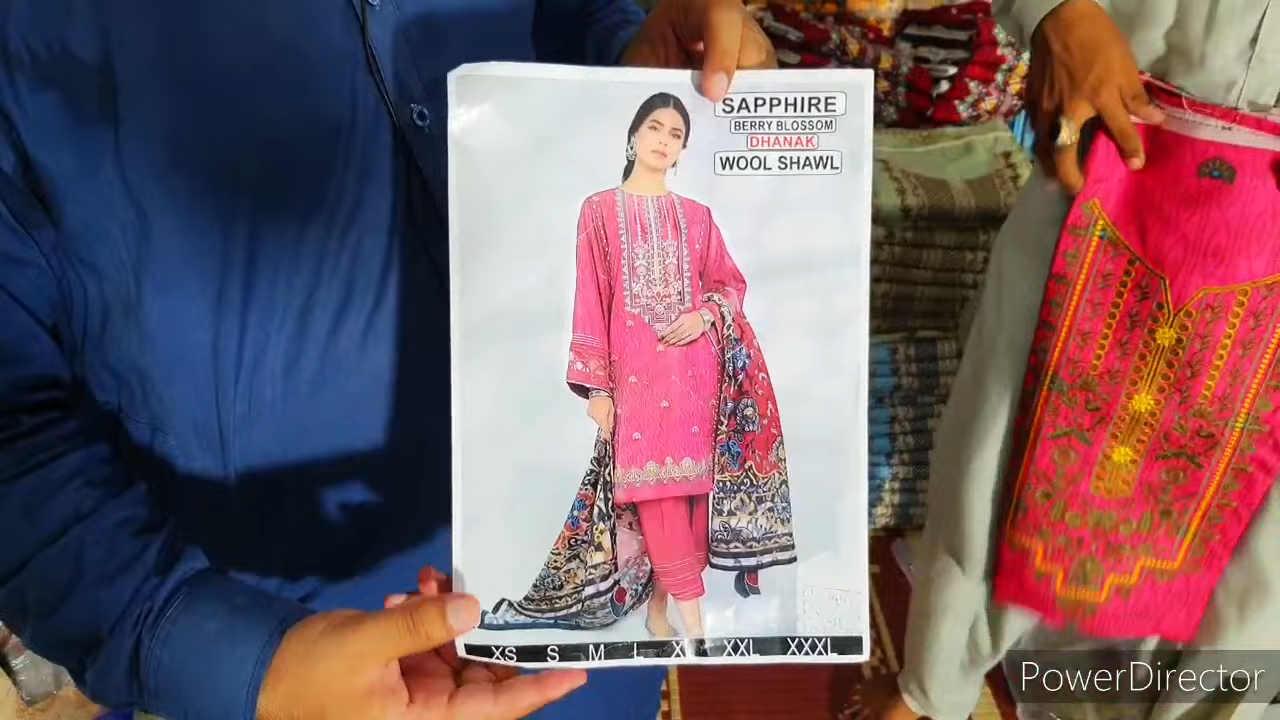 SAPPHIRE
BERRY BLOSSOM
DHANAK
WOOL SHAWL
XS S M L XL XXL XXXL
PowerDirector